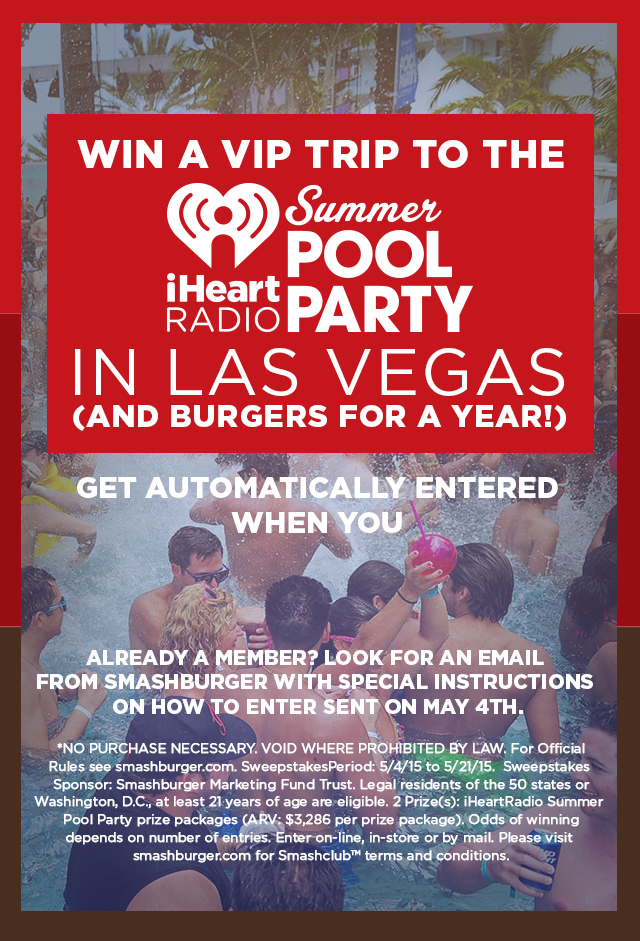 WIN A VIP TRIP TO THE
iHeart
RADIO
Summer
POOL
PARTY
IN LAS VEGAS
(AND BURGERS FOR A YEAR!)
GET AUTOMATICALLY ENTERED
WHEN YOU
ALREADY A MEMBER? LOOK FOR AN EMAIL
FROM SMASHBURGER WITH SPECIAL INSTRUCTIONS
ON HOW TO ENTER SENT ON MAY 4TH.
*NO PURCHASE NECESSARY. VOID WHERE PROHIBITED BY LAW. For Official
Rules see smashburger.com. SweepstakesPeriod: 5/4/15 to 5/21/15. Sweepstakes
Sponsor: Smashburger Marketing Fund Trust. Legal residents of the 50 states or
Washington, D.C., at least 21 years of age are eligible. 2 Prize(s): iHeartRadio Summer
Pool Party prize packages (ARV: $3,286 per prize package). Odds of winning
depends on number of entries. Enter on-line, in-store or by mail. Please visit
smashburger.com for Smashclub™ terms and conditions.